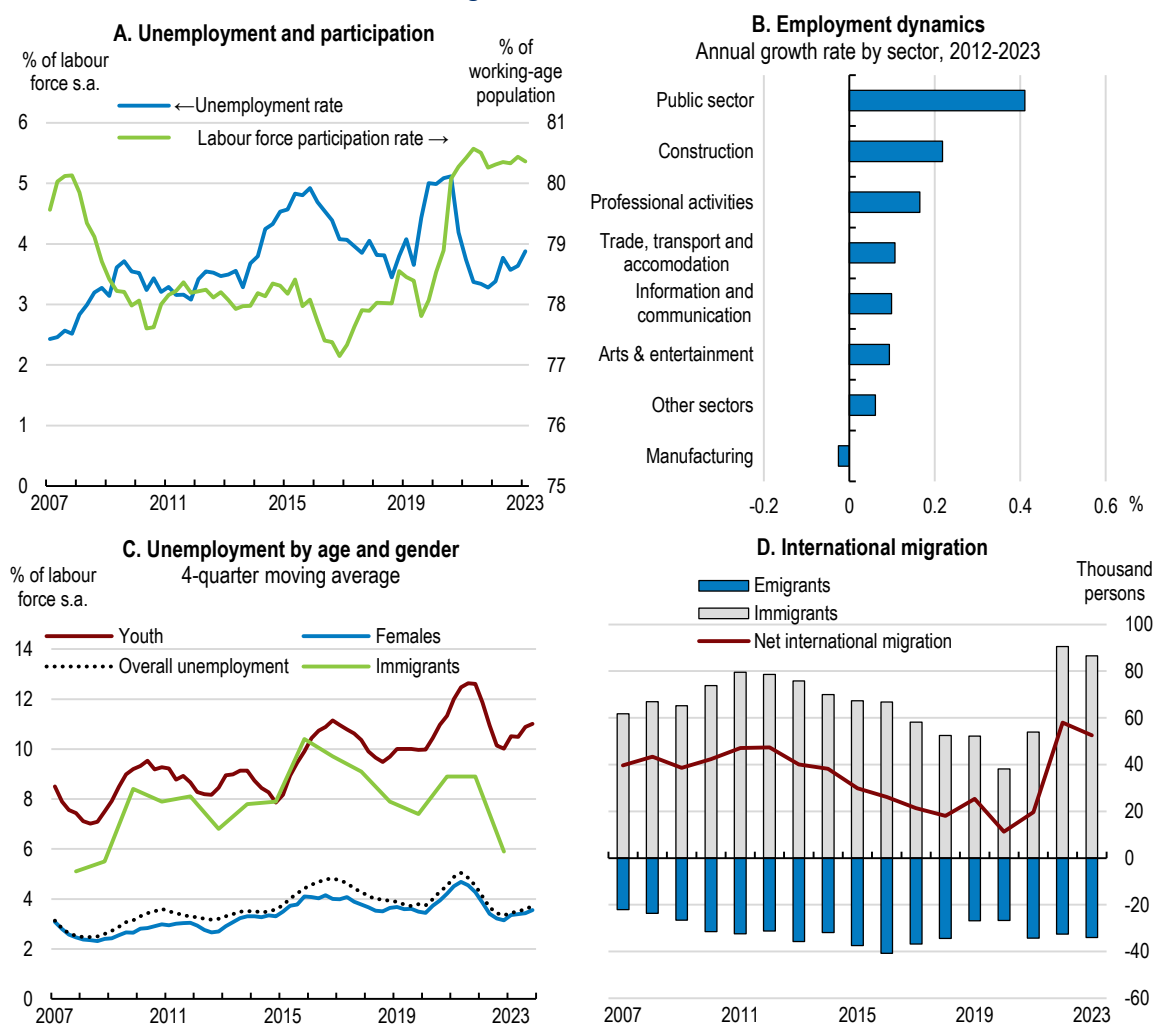 A. Unemployment and participation
% of labour
force s.a.
% of
working-age
population
←Unemployment rate
Labour force participation rate →
6
5
4
3
2
1
0
81
80
79
78
77
76
75
2007
2011
2015
2019
2023
B. Employment dynamics
Annual growth rate by sector, 2012-2023
Public sector
Construction
Professional activities
Trade, transport and
accomodation
Information and
communication
Arts & entertainment
Other sectors
Manufacturing
-0.2
0
0.2
0.4
0.6
%
C. Unemployment by age and gender
4-quarter moving average
% of labour
force s.a.
Youth
Females
Overall unemployment
Immigrants
14
12
10
8
6
4
2
0
2007
2011
2015
2019
2023
D. International migration
Thousand
persons
Emigrants
Immigrants
Net international migration
100
80
60
40
20
0
-20
-40
-60
2007
2011
2015
2019
2023